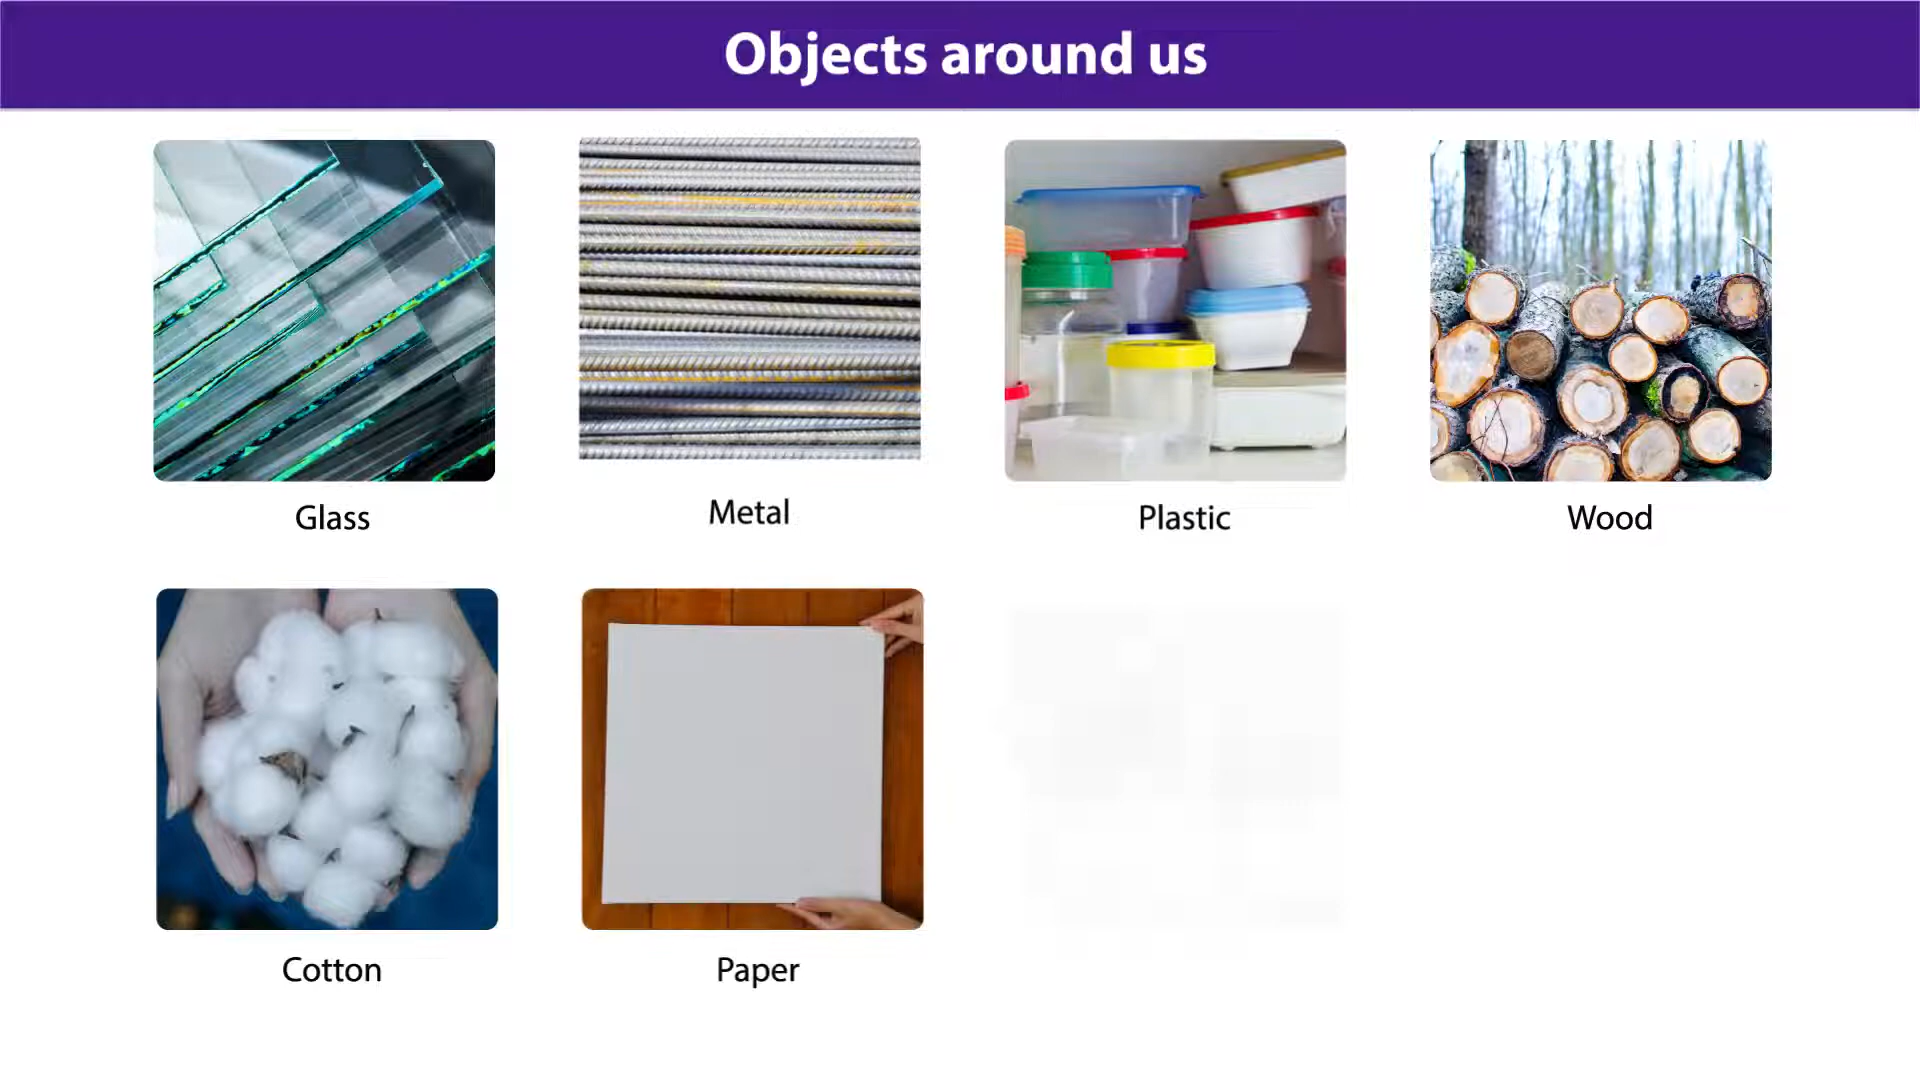 Objects around us
Glass
Metal
Plastic
Wood
Cotton
Paper